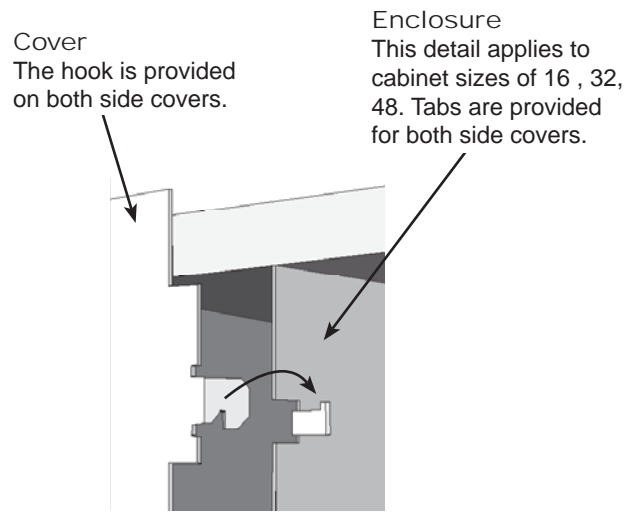 Cover
The hook is provided
on both side covers.
Enclosure
This detail applies to
cabinet sizes of 16 , 32,
48. Tabs are provided
for both side covers.